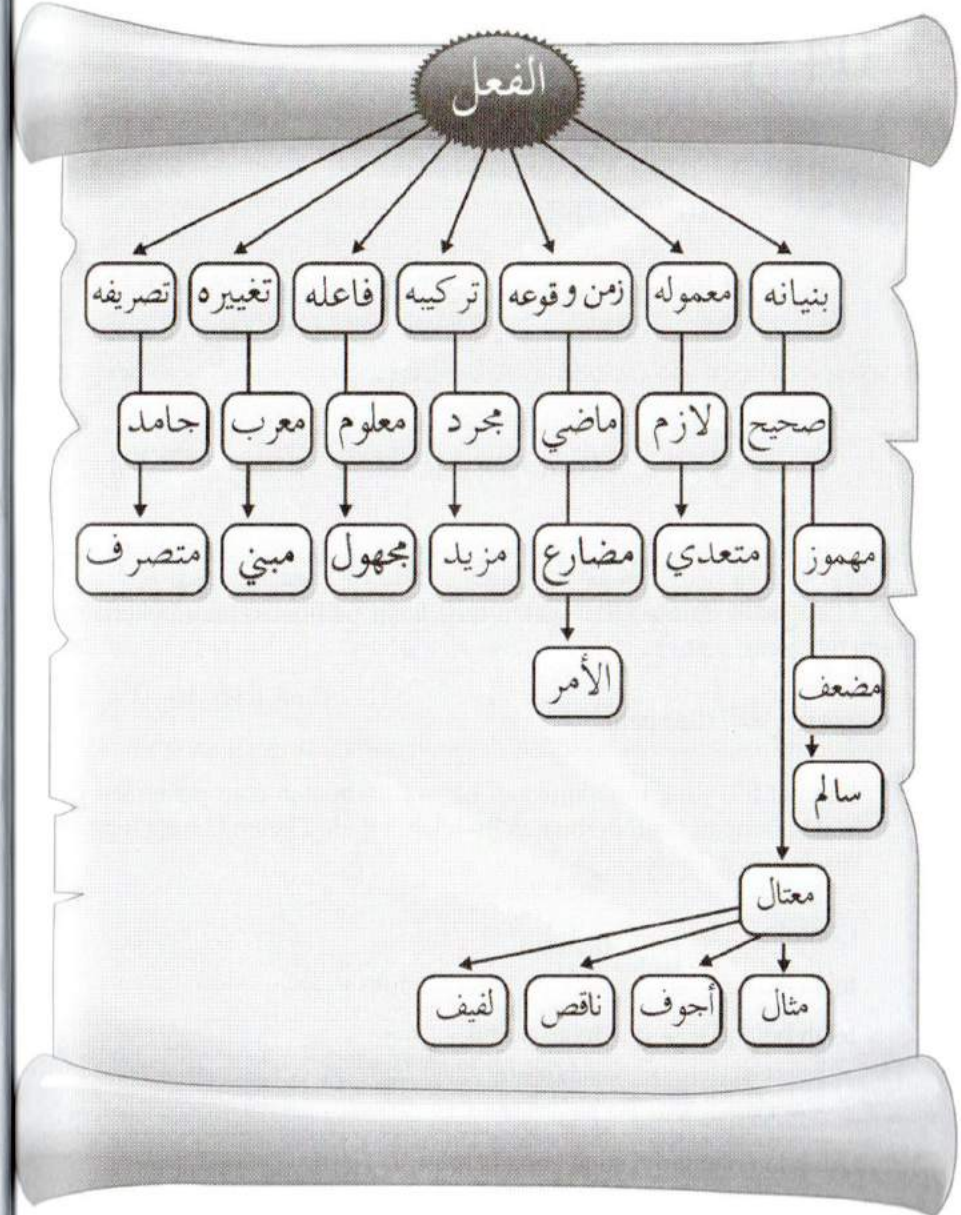 الفعل
بنيانه معموله زمن وقوعه تركيبه فاعله تغييره تصريفه
صحيح لازم ماضي مجرد معلوم معرب جامد
مهموز متعدي مضارع مزيد مجهول مبني متصرف
مضعف الأمر
سالم
معتال
مثال أجوف ناقص لفيف